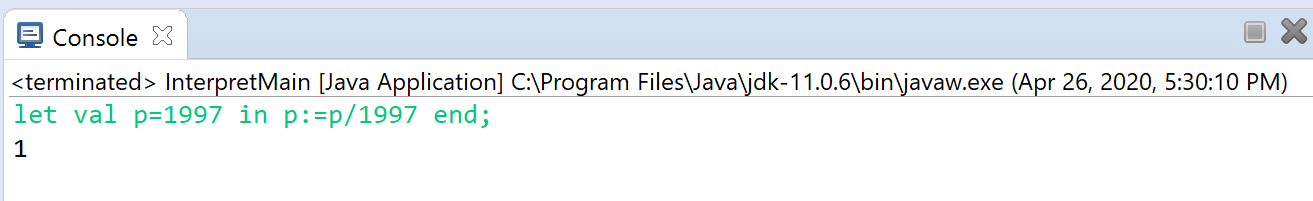 Console
<terminated> InterpretMain [Java Application] C:\Program Files\Java\jdk-11.0.6\bin\javaw.exe (Apr 26, 2020, 5:30:10 PM)
let val p=1997 in p:=p/1997 end;
1